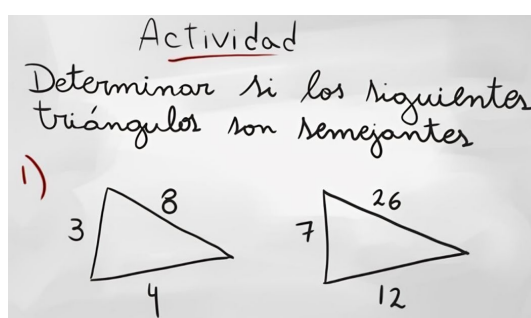 Actividad
Determinar si los siguientes
triángulos son semejantes
1)
3
8
4
7
26
12